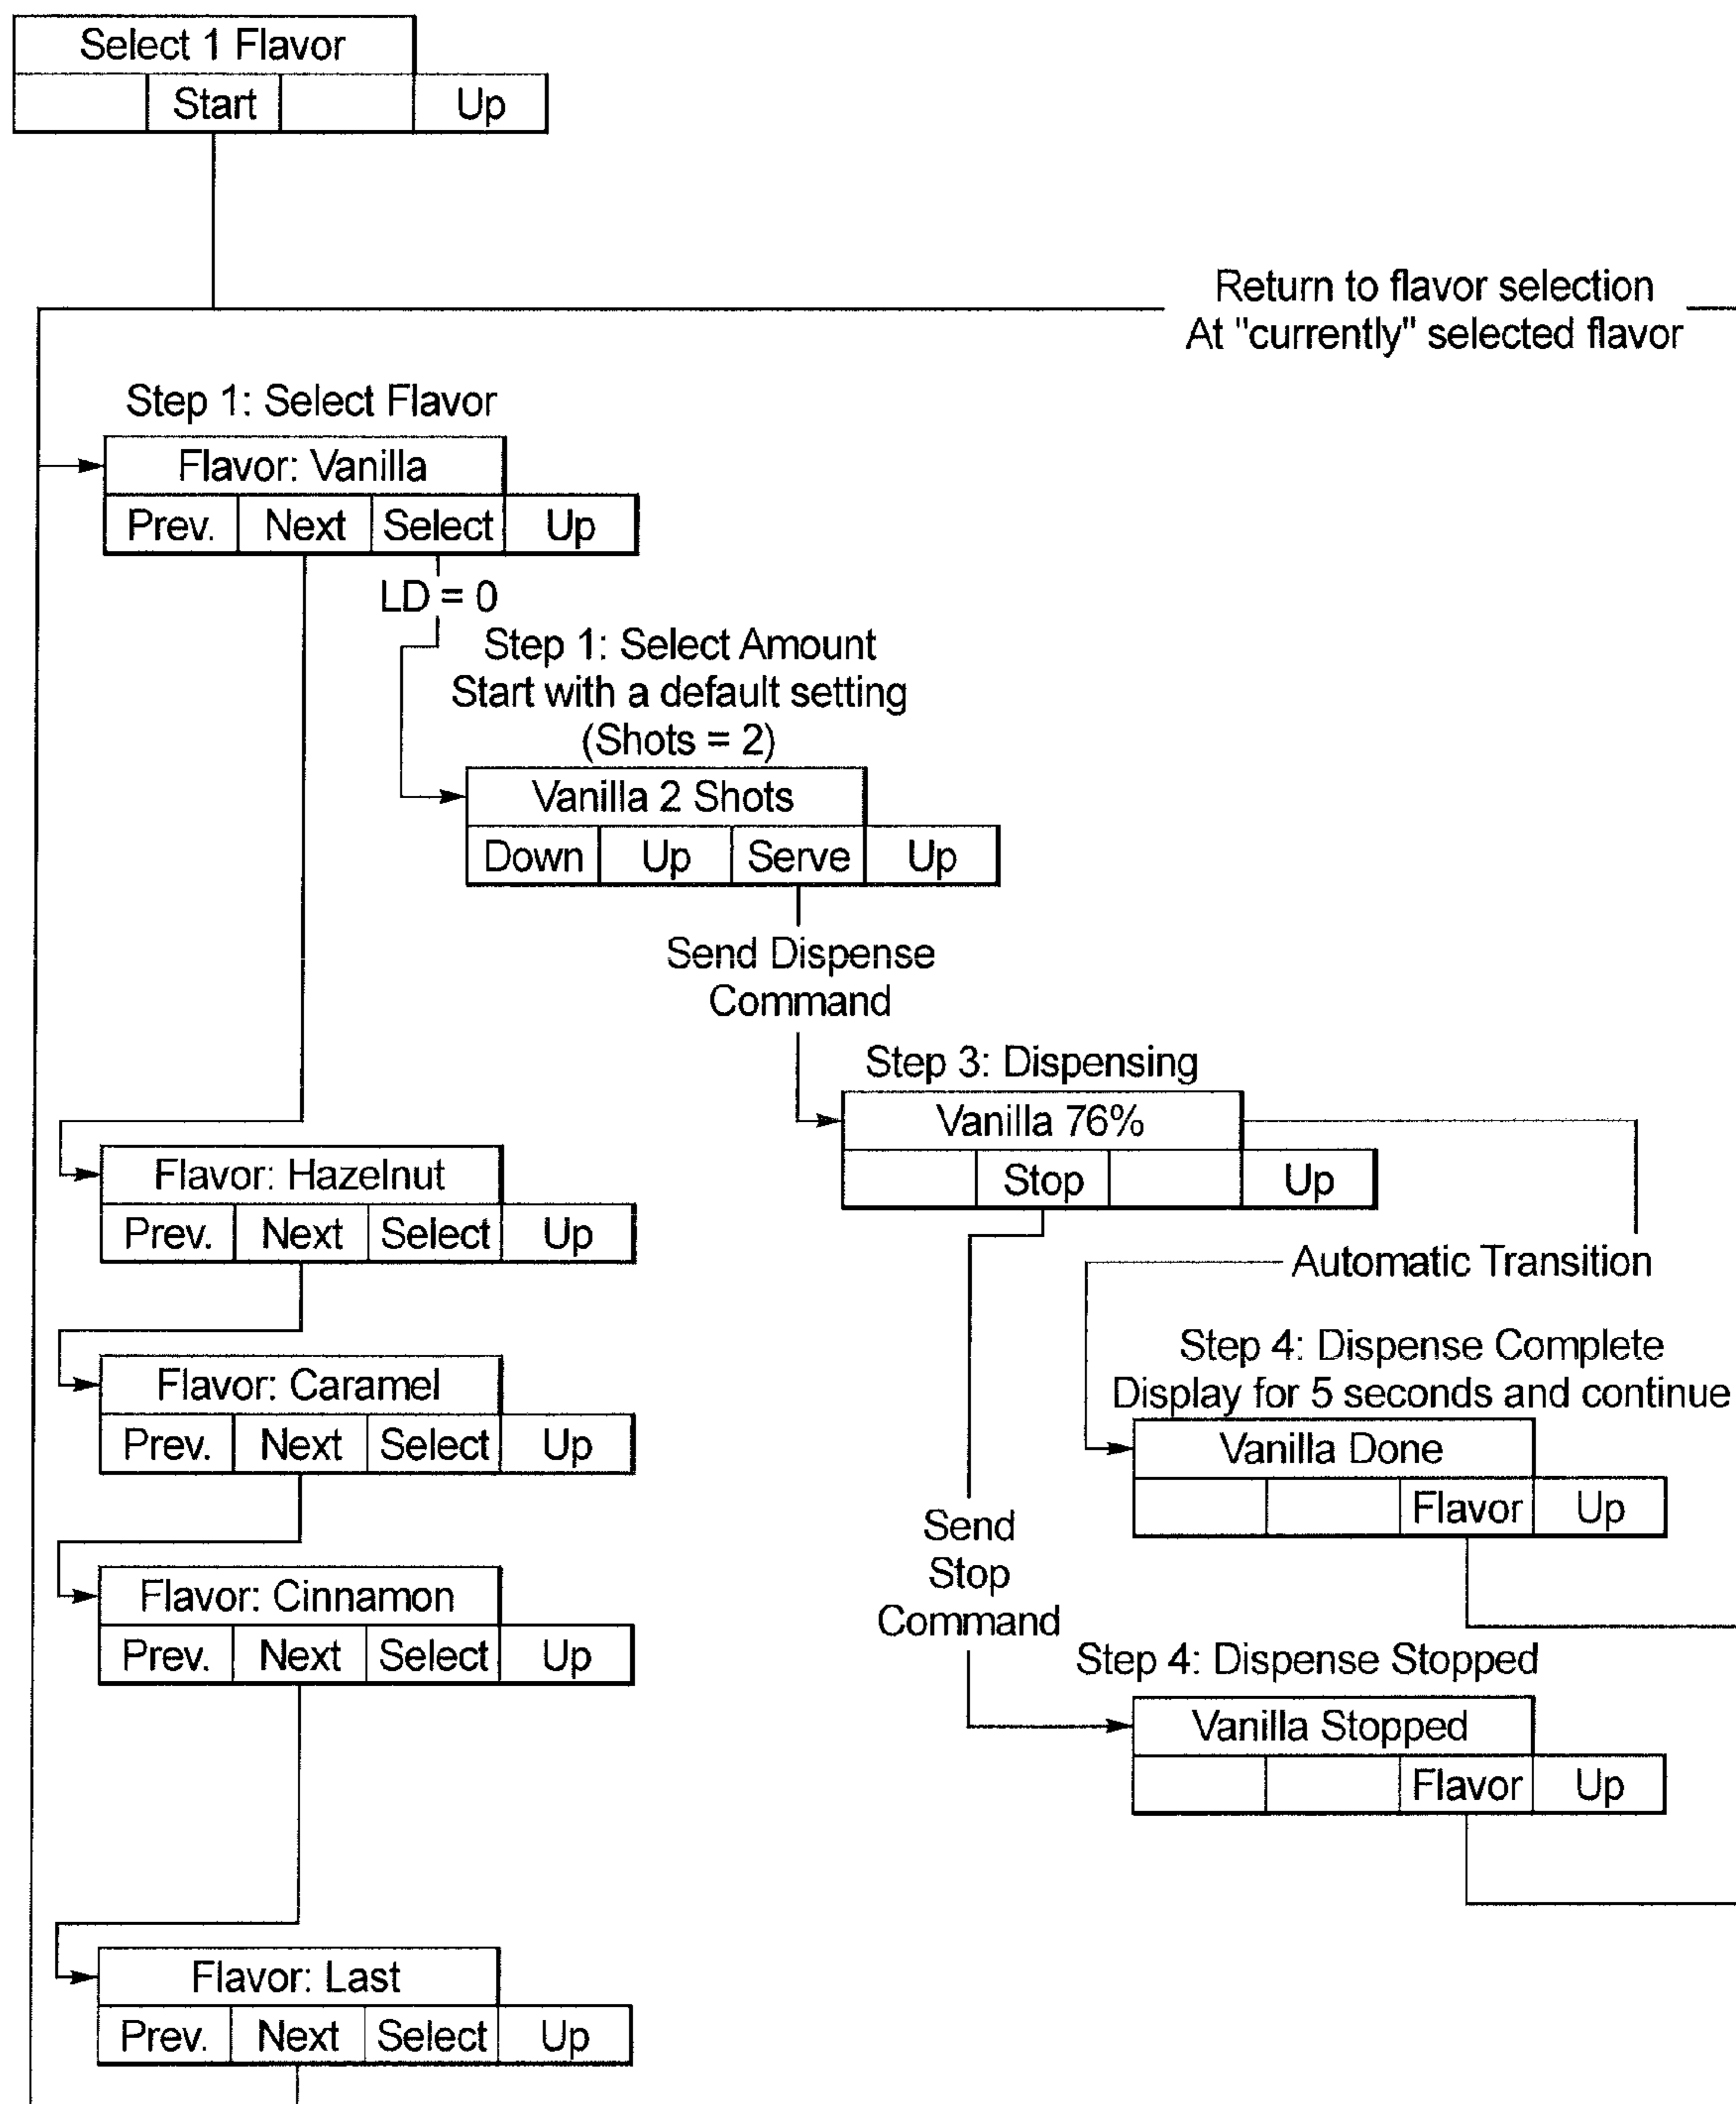 Select 1 Flavor
Start Up
Return to flavor selection
At "currently" selected flavor
Step 1: Select Flavor
Flavor: Vanilla
Prev. Next Select Up
LD = 0
Step 1: Select Amount
Start with a default setting
(Shots = 2)
Vanilla 2 Shots
Down Up Serve Up
Send Dispense
Command
Step 3: Dispensing
Vanilla 76%
Stop Up
Flavor: Hazelnut
Prev. Next Select Up
Automatic Transition
Flavor: Caramel
Prev. Next Select Up
Step 4: Dispense Complete
Display for 5 seconds and continue
Vanilla Done
Flavor Up
Send
Stop
Command
Flavor: Cinnamon
Prev. Next Select Up
Step 4: Dispense Stopped
Vanilla Stopped
Flavor Up
Flavor: Last
Prev. Next Select Up